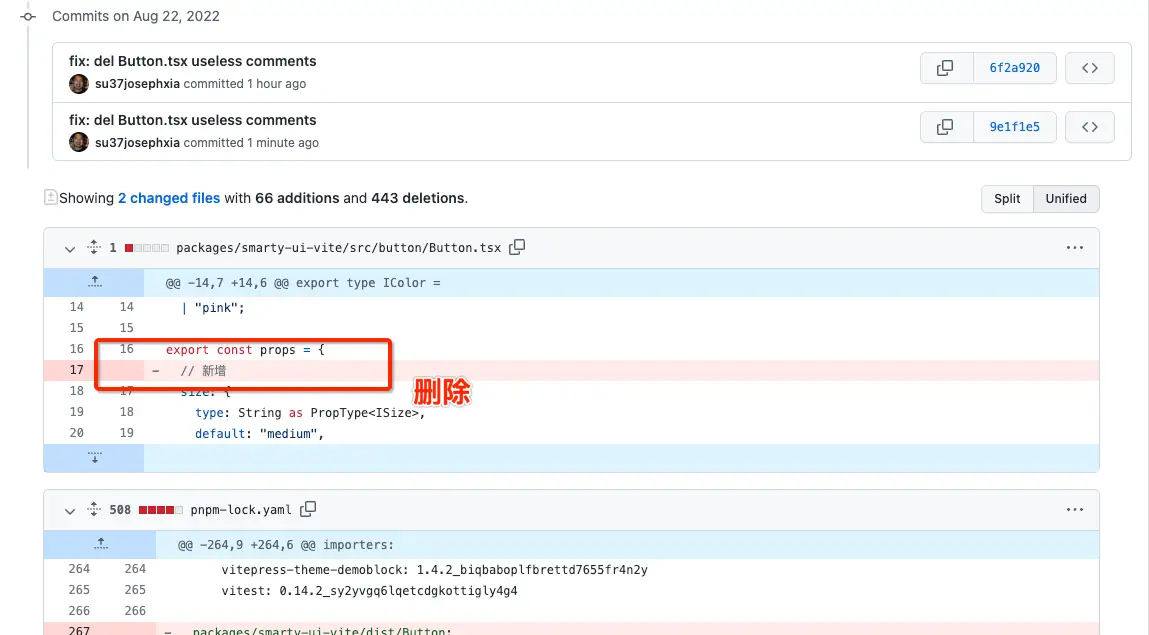 Commits on Aug 22, 2022
fix: del Button.tsx useless comments
su37josephxia committed 1 hour ago
6f2a920
fix: del Button.tsx useless comments
su37josephxia committed 1 minute ago
9e1f1e5
Showing 2 changed files with 66 additions and 443 deletions.
Split Unified
1 packages/smarty-ui-vite/src/button/Button.tsx
@@ -14,7 +14,6 @@ export type IColor =
14 14 | "pink";
15 15
16 16 export const props = {
17 - // 新增
删除
18 17 size: {
19 18 type: String as PropType<ISize>,
20 19 default: "medium",
508 pnpm-lock.yaml
@@ -264,9 +264,6 @@ importers:
264 264 vitepress-theme-demoblock: 1.4.2_biqbaboplfbrettd7655fr4n2y
265 265 vitest: 0.14.2_sy2yvgq6lqetcdgkottigly4g4
266 266
267 - packages/smarty-ui-vite/dist/Button: